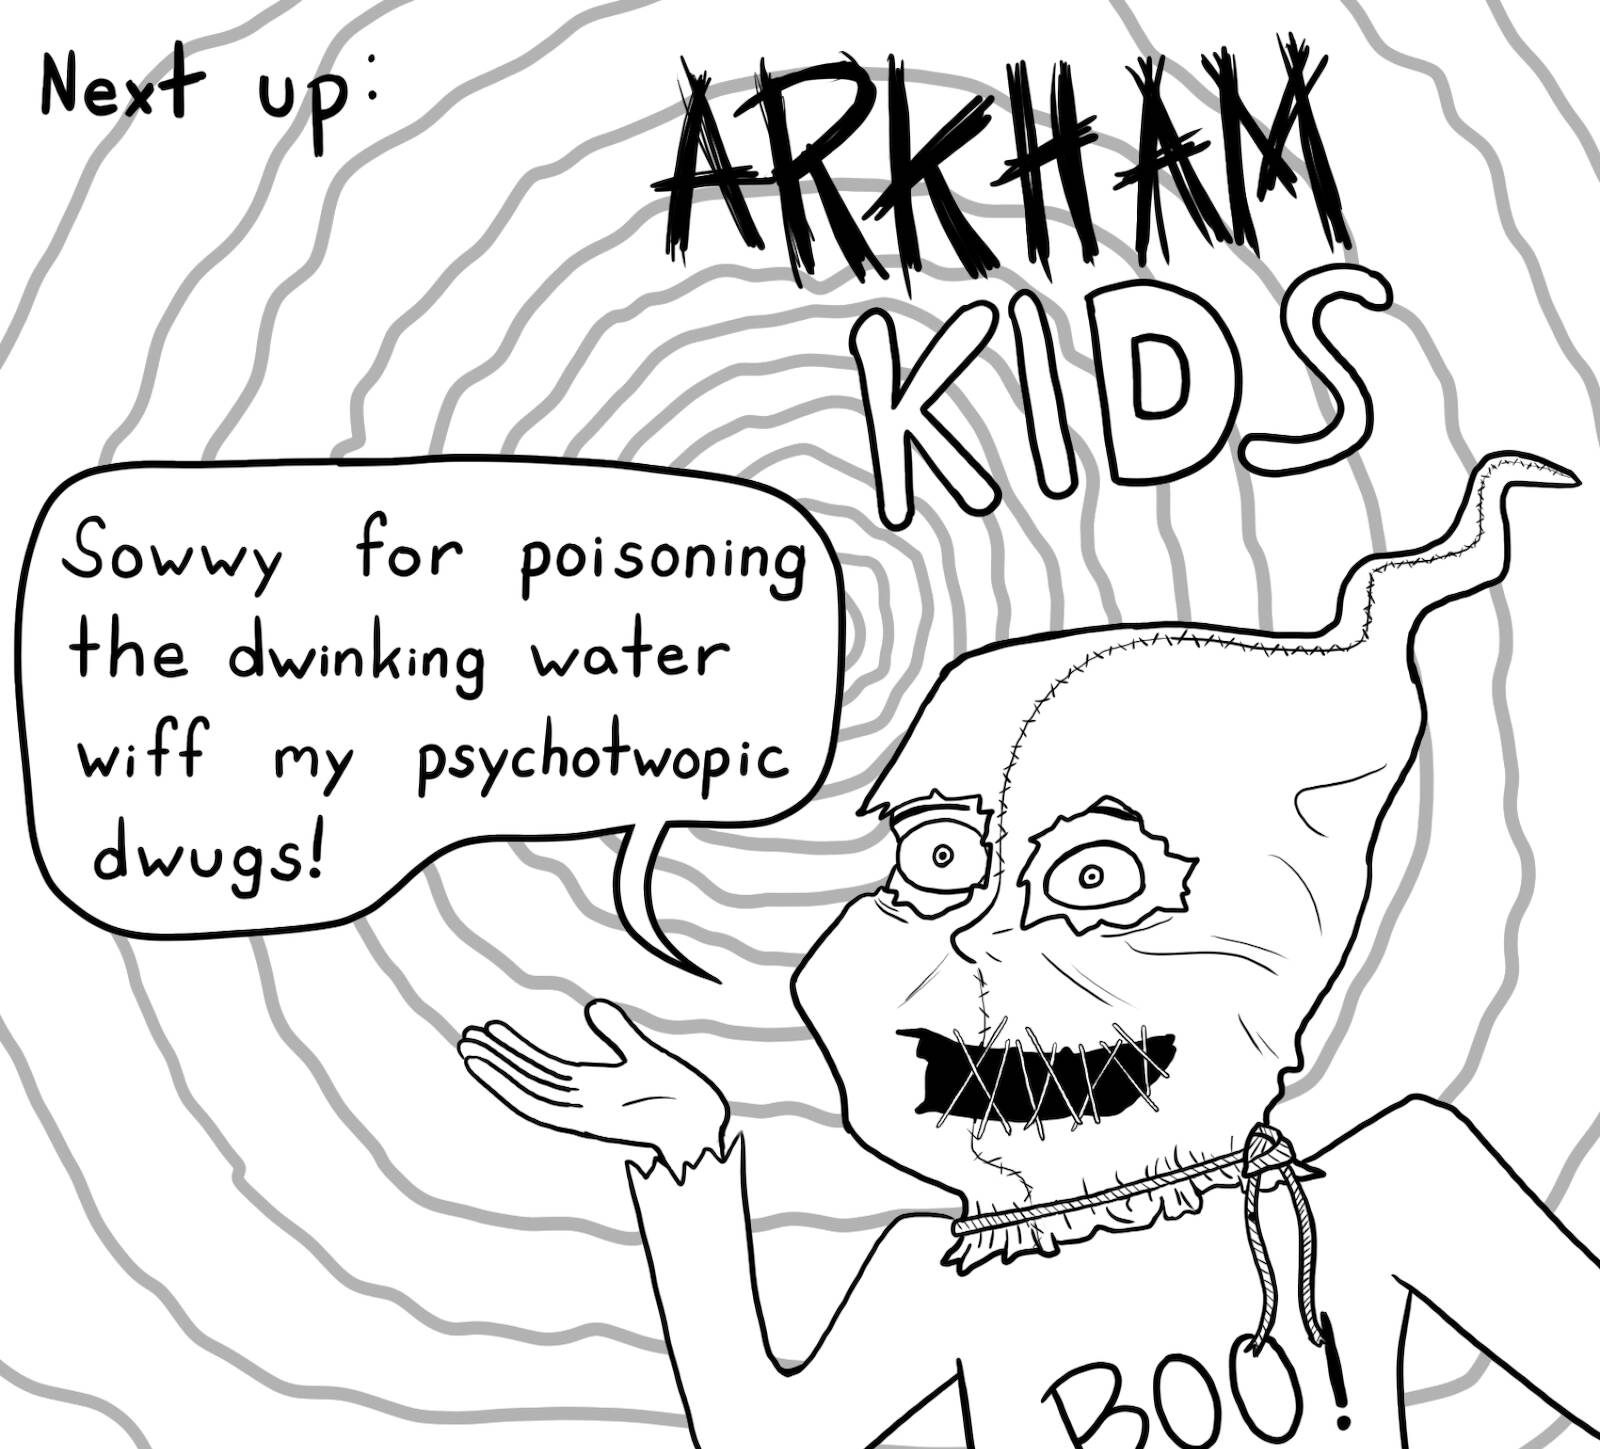 Next up:
ARKHAM
KIDS
Sowwy for poisoning
the dwinking water
wiff my psychotwopic
dwugs!
BOO!